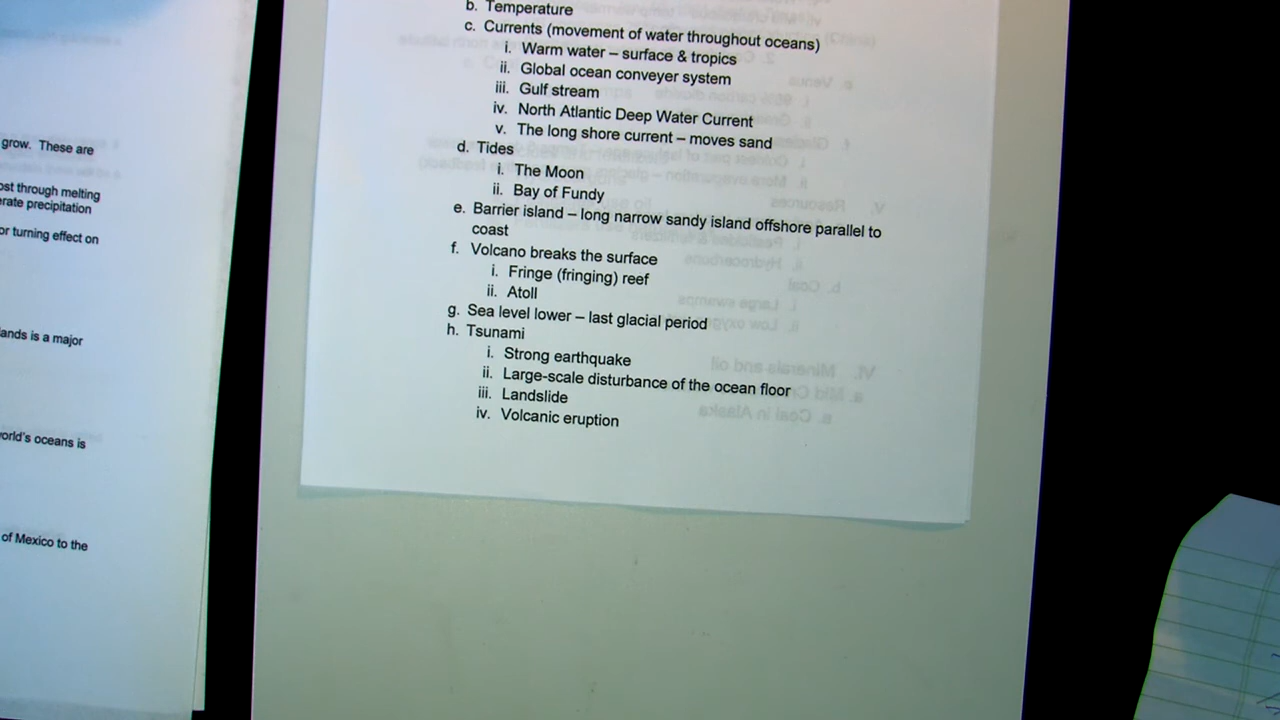 grow. These are
ost through melting
erate precipitation
or turning effect on
ands is a major
orld's oceans is
of Mexico to the
b. Temperature
c. Currents (movement of water throughout oceans)
i. Warm water – surface & tropics
ii. Global ocean conveyer system
iii. Gulf stream
iv. North Atlantic Deep Water Current
v. The long shore current – moves sand
d. Tides
i. The Moon
ii. Bay of Fundy
e. Barrier island – long narrow sandy island offshore parallel to
coast
f. Volcano breaks the surface
i. Fringe (fringing) reef
ii. Atoll
g. Sea level lower – last glacial period
h. Tsunami
i. Strong earthquake
ii. Large-scale disturbance of the ocean floor
iii. Landslide
iv. Volcanic eruption